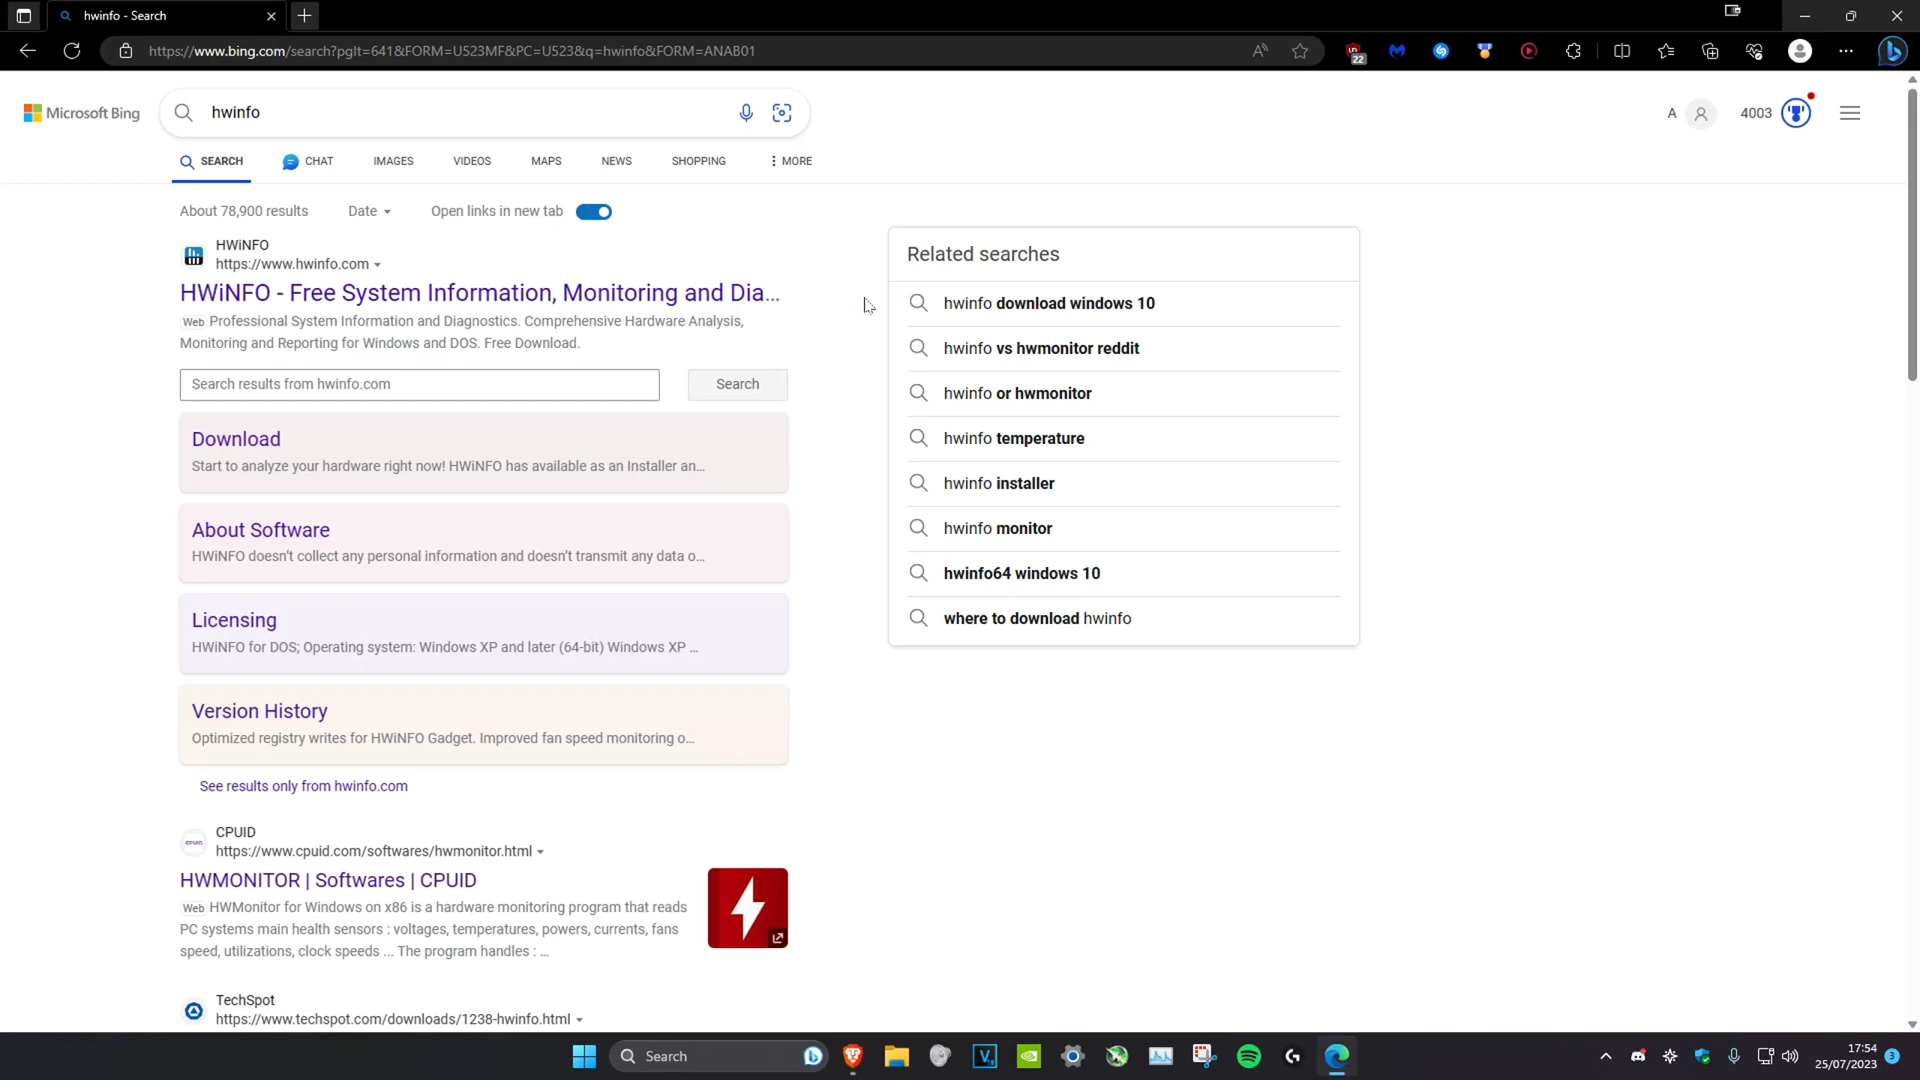 hwinfo - Search
https://www.bing.com/search?pglt=641&FORM=U523MF&PC=U523&q=hwinfo&FORM=ANAB01
22
Microsoft Bing
hwinfo
A
4003
SEARCH
CHAT
IMAGES
VIDEOS
MAPS
NEWS
SHOPPING
MORE
About 78,900 results
Date
Open links in new tab
HWiNFO
https://www.hwinfo.com
HWiNFO - Free System Information, Monitoring and Dia...
Web Professional System Information and Diagnostics. Comprehensive Hardware Analysis,
Monitoring and Reporting for Windows and DOS. Free Download.
Search results from hwinfo.com
Search
Download
Start to analyze your hardware right now! HWiNFO has available as an Installer an...
About Software
HWiNFO doesn't collect any personal information and doesn't transmit any data o...
Licensing
HWiNFO for DOS; Operating system: Windows XP and later (64-bit) Windows XP ...
Version History
Optimized registry writes for HWiNFO Gadget. Improved fan speed monitoring o...
See results only from hwinfo.com
CPUID
https://www.cpuid.com/softwares/hwmonitor.html
HWMONITOR | Softwares | CPUID
Web HWMonitor for Windows on x86 is a hardware monitoring program that reads
PC systems main health sensors : voltages, temperatures, powers, currents, fans
speed, utilizations, clock speeds ... The program handles : ...
TechSpot
https://www.techspot.com/downloads/1238-hwinfo.html
Related searches
hwinfo download windows 10
hwinfo vs hwmonitor reddit
hwinfo or hwmonitor
hwinfo temperature
hwinfo installer
hwinfo monitor
hwinfo64 windows 10
where to download hwinfo
Search
17:54
25/07/2023
3